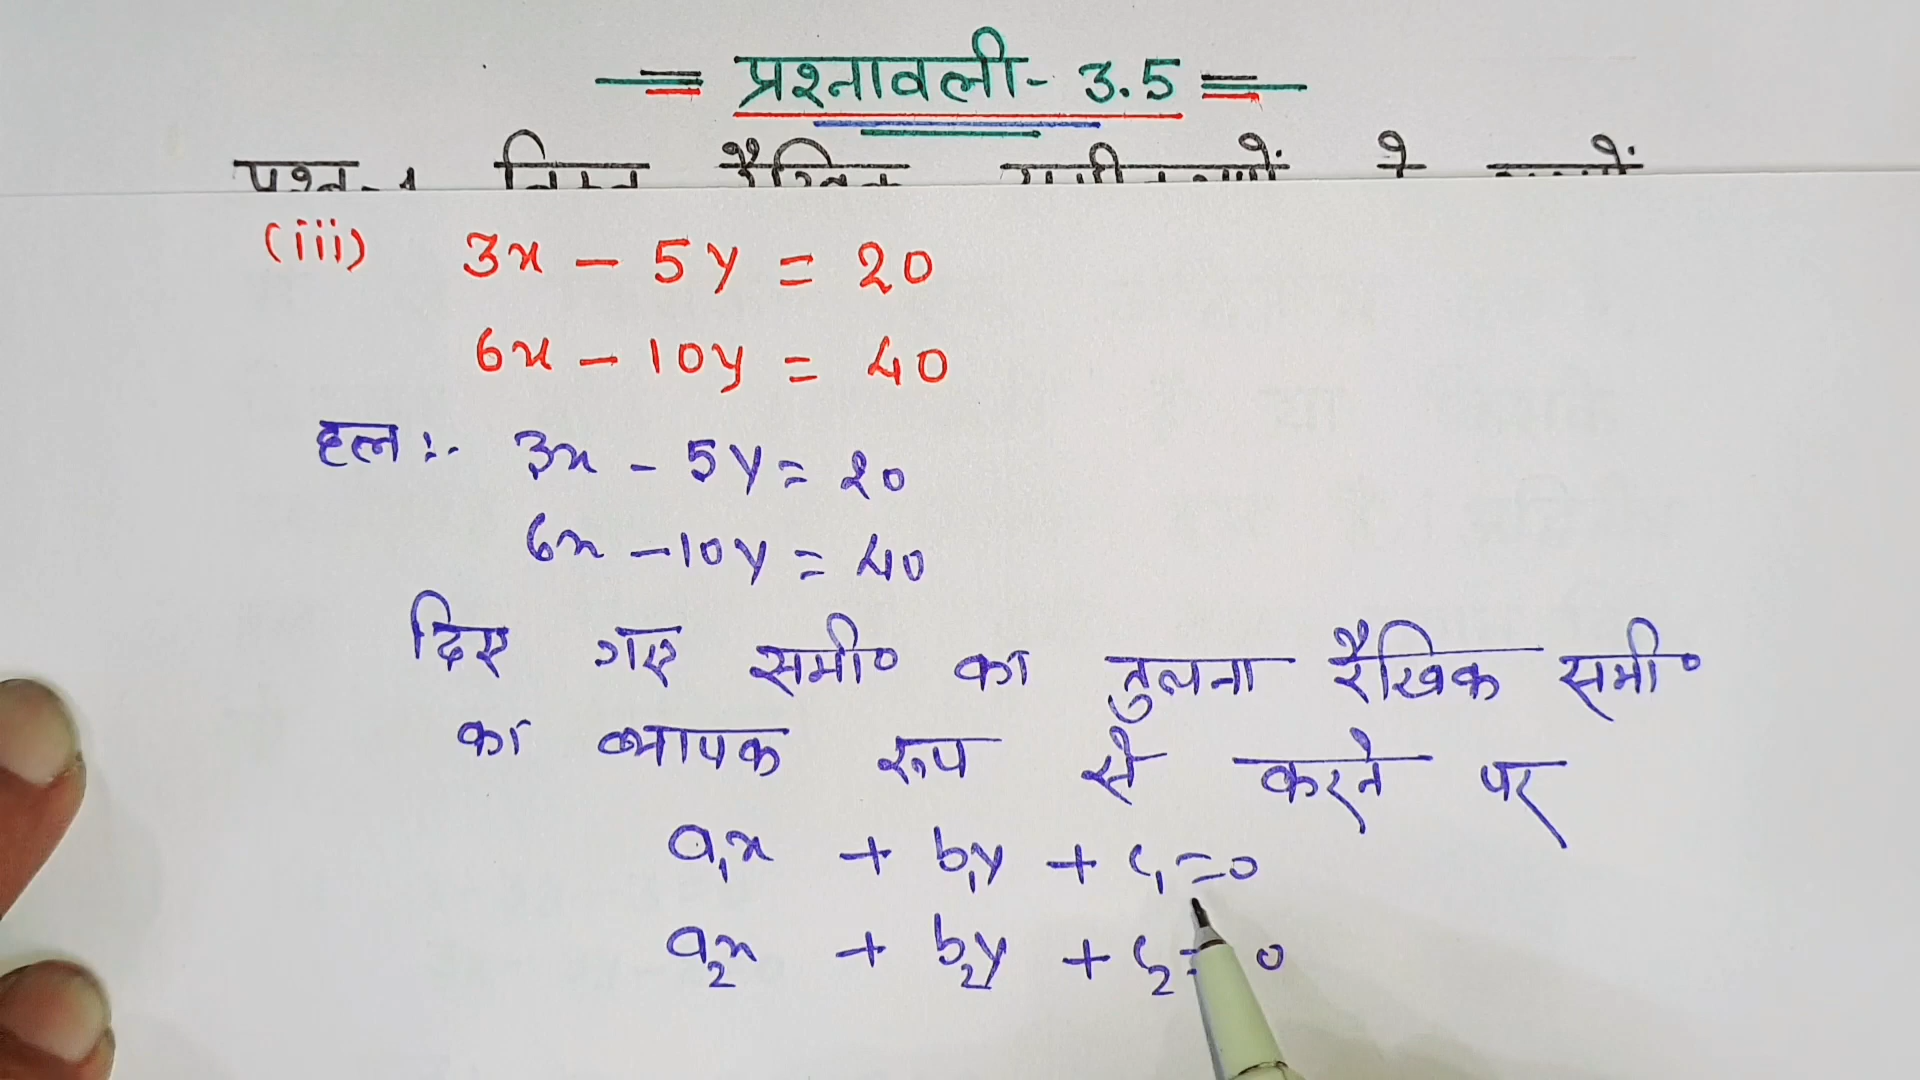 प्रश्नावली- 3.5
(iii) 3x - 5y = 20
6x - 10y = 40
हल :- 3x - 5y = 20
6x - 10y = 40
दिए गए समी० का तुलना रैखिक समी०
का व्यापक रूप से करने पर
a₁x + b₁y + c₁ = 0
a₂x + b₂y + c₂ = 0